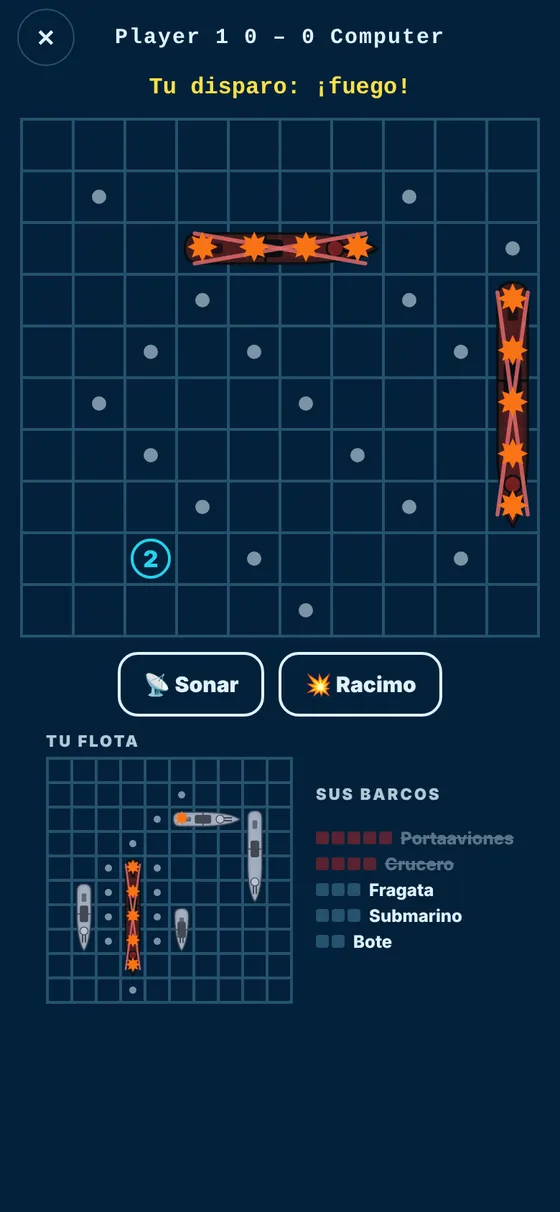 Player 1 0 – 0 Computer
Tu disparo: ¡fuego!
2
Sonar
Racimo
TU FLOTA
SUS BARCOS
Portaaviones
Crucero
Fragata
Submarino
Bote